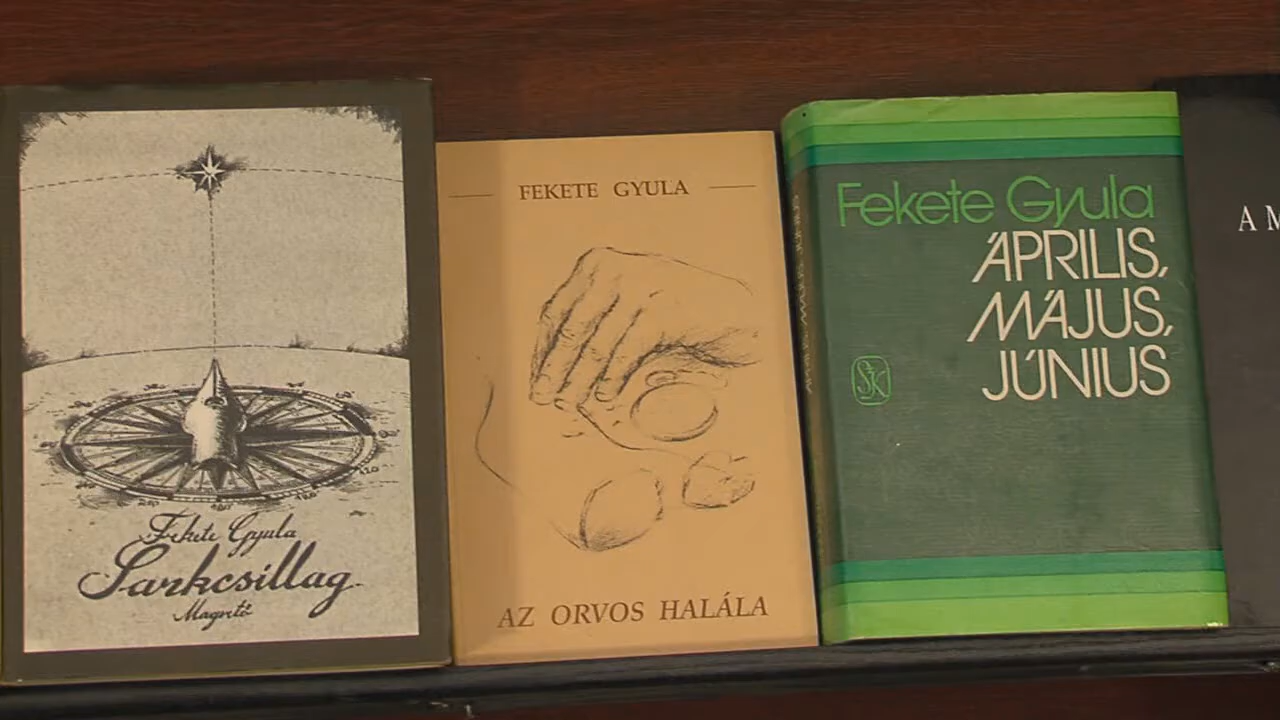 Fekete Gyula
Sarkcsillag
Magvető
FEKETE GYULA
AZ ORVOS HALÁLA
Fekete Gyula
ÁPRILIS,
MÁJUS,
JÚNIUS
SZK
A M